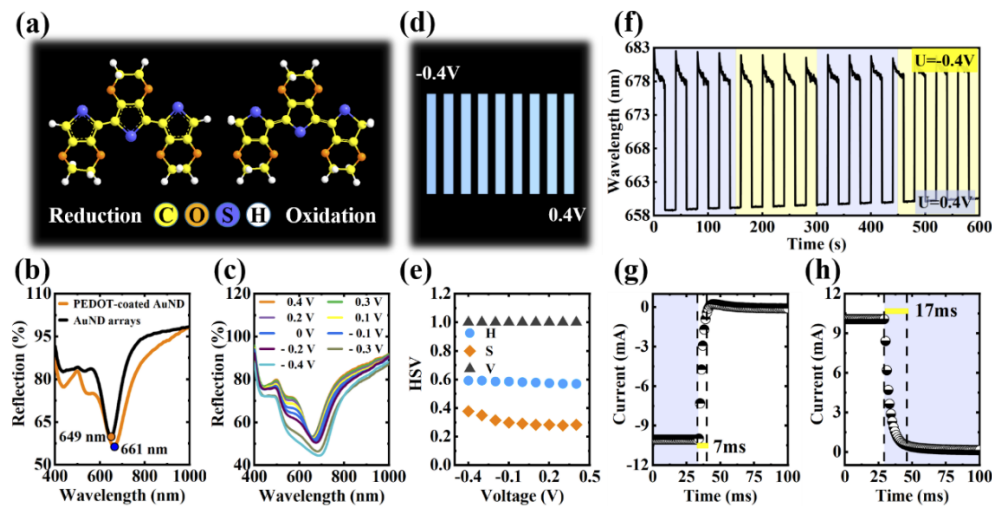 (a)
Reduction C O S H Oxidation
(d)
-0.4V
0.4V
(f)
683
678
673
668
663
658
Wavelength (nm)
U=-0.4V
U=0.4V
0 100 200 300 400 500 600
Time (s)
(b)
110
95
80
65
50
Reflection (%)
PEDOT-coated AuND
AuND arrays
649 nm
661 nm
400 600 800 1000
Wavelength (nm)
(c)
120
100
80
60
40
Reflection (%)
0.4 V 0.3 V
0.2 V 0.1 V
0 V - 0.1 V
- 0.2 V - 0.3 V
- 0.4 V
400 600 800 1000
Wavelength (nm)
(e)
1.2
1.0
0.8
0.6
0.4
0.2
0.0
HSV
H
S
V
-0.4 -0.2 0.0 0.2 0.4
Voltage (V)
(g)
0
-3
-6
-9
-12
Current (mA)
7ms
0 25 50 75 100
Time (ms)
(h)
12
9
6
3
0
Current (mA)
17ms
0 25 50 75 100
Time (ms)